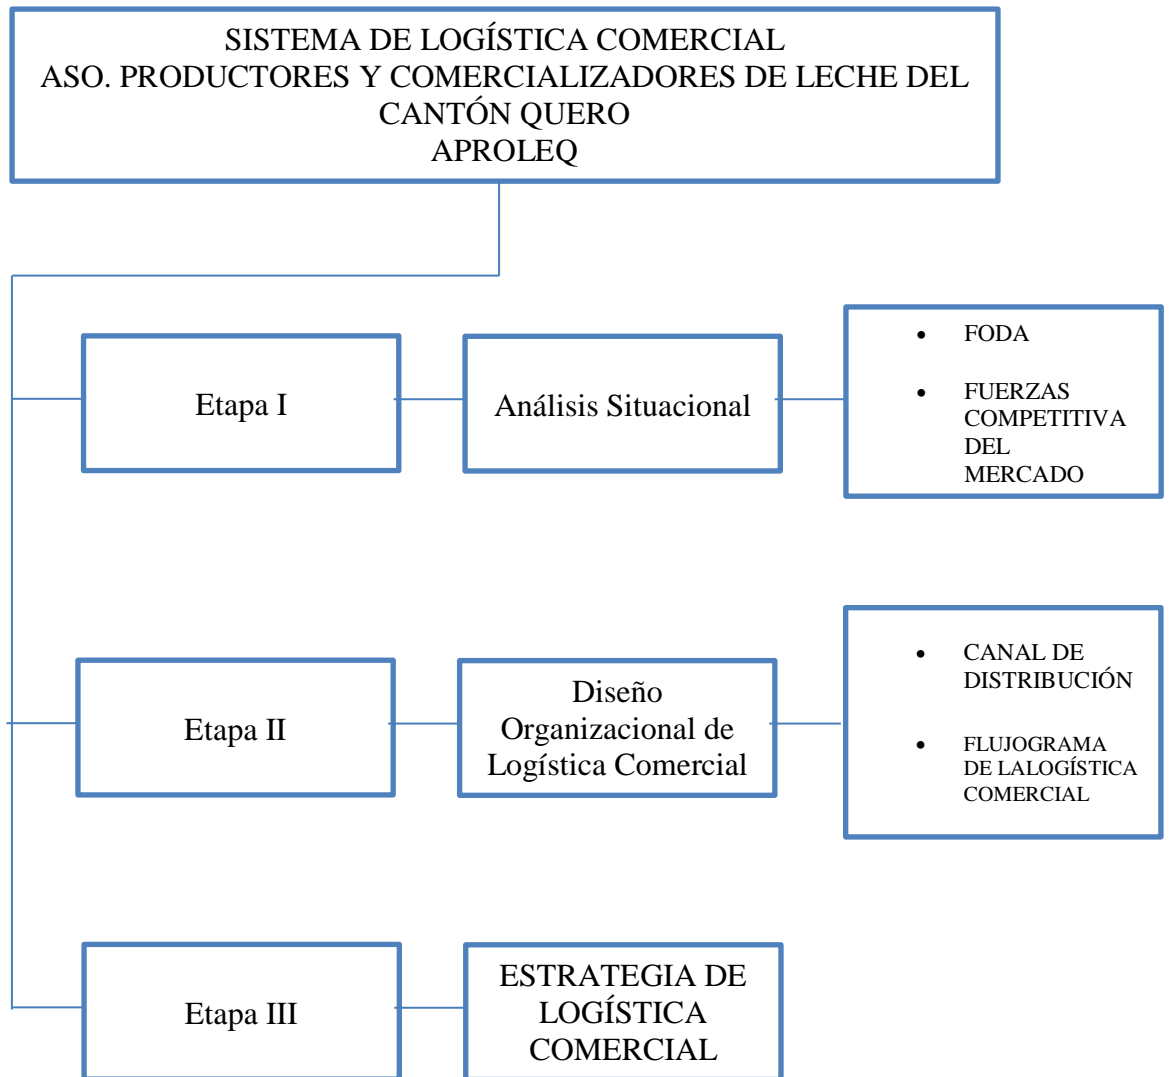 SISTEMA DE LOGÍSTICA COMERCIAL
ASO. PRODUCTORES Y COMERCIALIZADORES DE LECHE DEL
CANTÓN QUERO
APROLEQ
Etapa I
Análisis Situacional
• FODA
• FUERZAS
COMPETITIVA
DEL
MERCADO
Etapa II
Diseño
Organizacional de
Logística Comercial
• CANAL DE
DISTRIBUCIÓN
• FLUJOGRAMA
DE LALOGÍSTICA
COMERCIAL
Etapa III
ESTRATEGIA DE
LOGÍSTICA
COMERCIAL